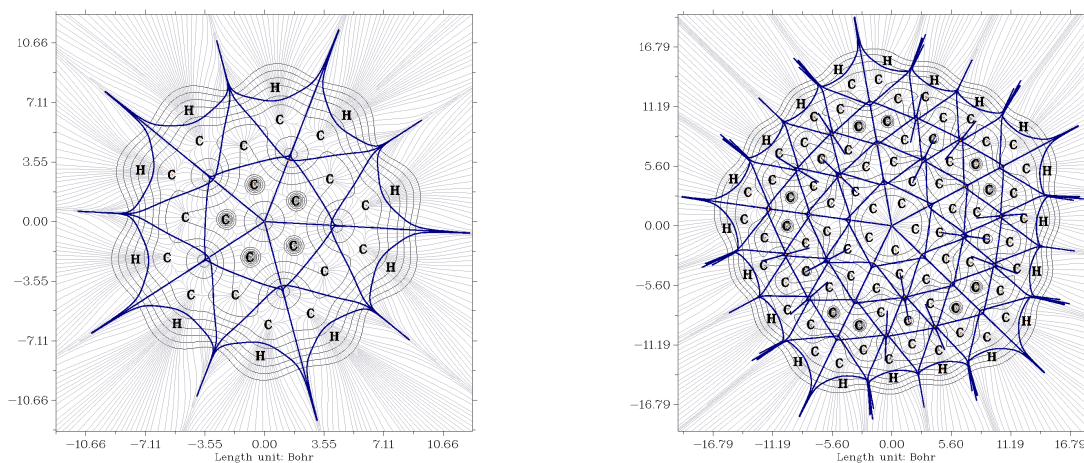 10.66
7.11
3.55
0.00
−3.55
−7.11
−10.66
H
H H
C
C C C
H C C C H
C C
C C
C C
H C C C H
C C
C
H C H
H
−10.66 −7.11 −3.55 0.00 3.55 7.11 10.66
Length unit: Bohr
16.79
11.19
5.60
0.00
−5.60
−11.19
−16.79
H
H C C H
H C C C H
C C C C H
H C C C C C C C
C C C C C C C C H
H C C C C C C
C C C C C C C C H
H C C C C C C C C
C C C C C C
C C C C H
H C C C C C C C C
C C C C C C
H C C C C C C H
C C C
C C C C
H C C C H
H H H
−16.79 −11.19 −5.60 0.00 5.60 11.19 16.79
Length unit: Bohr